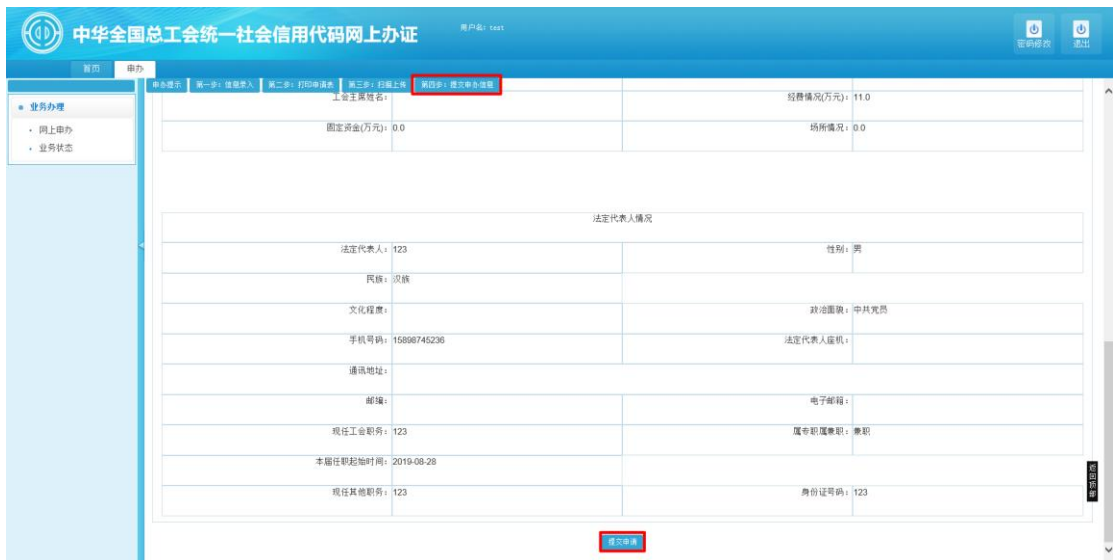 中华全国总工会统一社会信用代码网上办证
用户名: test
密码修改
退出
首页
申办
申办提示
第一步：信息录入
第二步：打印申请表
第三步：扫描上传
第四步：提交申办信息
业务办理
网上申办
业务状态
工会主席姓名：
经费情况(万元)：11.0
固定资金(万元)：0.0
场所情况：0.0
法定代表人情况
法定代表人：123
性别：男
民族：汉族
文化程度：
政治面貌：中共党员
手机号码：15898745236
法定代表人座机：
通讯地址：
邮编：
电子邮箱：
现任工会职务：123
属专职属兼职：兼职
本届任职起始时间：2019-08-28
现任其他职务：123
身份证号码：123
返回顶部
提交申请